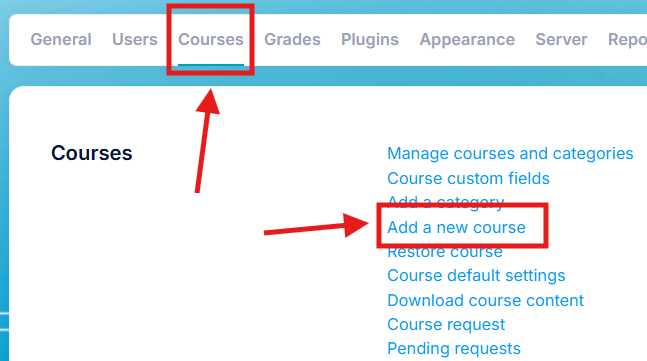 General Users Courses Grades Plugins Appearance Server Repo
Courses
Manage courses and categories
Course custom fields
Add a category
Add a new course
Restore course
Course default settings
Download course content
Course request
Pending requests